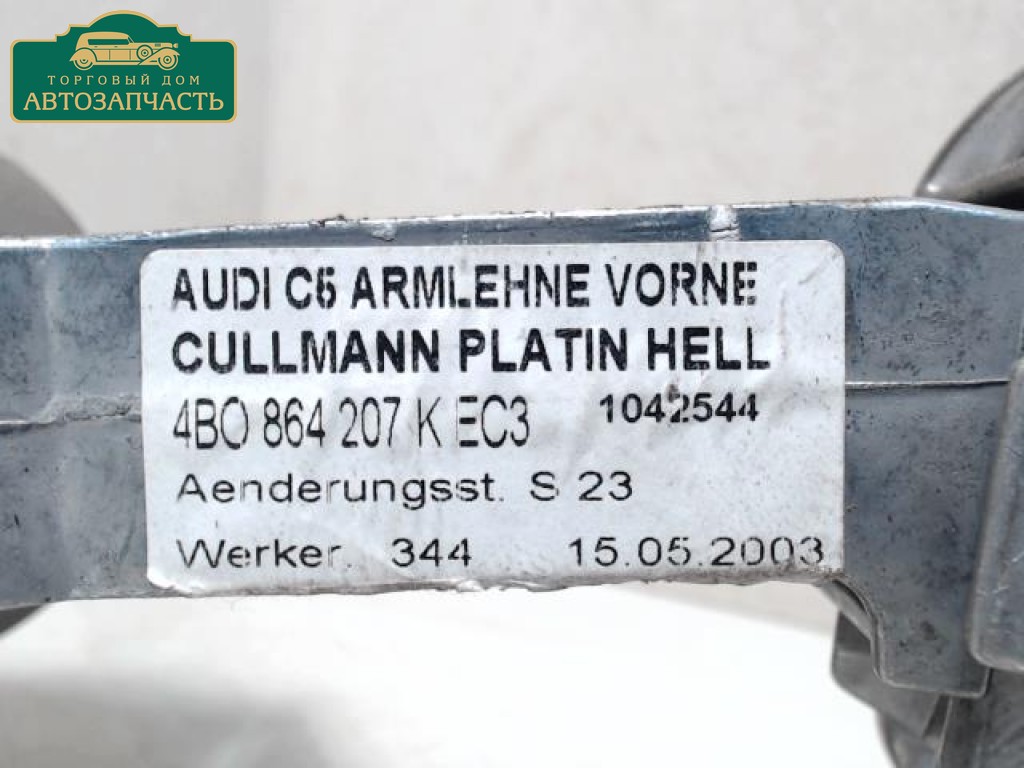 ТОРГОВЫЙ ДОМ
АВТОЗАПЧАСТЬ
AUDI C5 ARMLEHNE VORNE
CULLMANN PLATIN HELL
4BO 864 207 K EC3 1042544
Aenderungsst. S 23
Werker. 344 15.05.2003